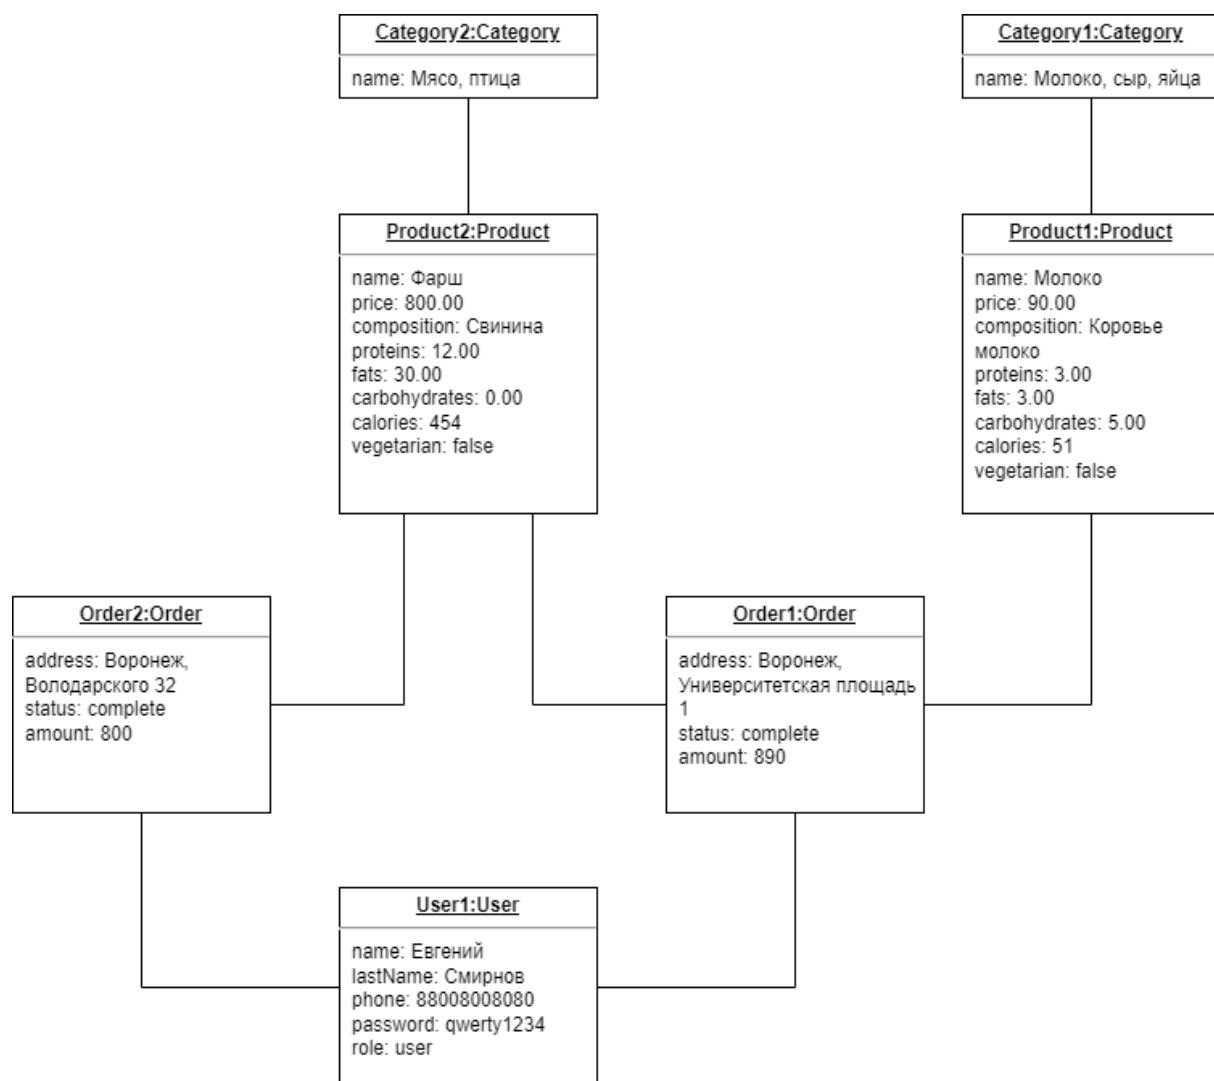 Category2:Category
name: Мясо, птица
Category1:Category
name: Молоко, сыр, яйца
Product2:Product
name: Фарш
price: 800.00
composition: Свинина
proteins: 12.00
fats: 30.00
carbohydrates: 0.00
calories: 454
vegetarian: false
Product1:Product
name: Молоко
price: 90.00
composition: Коровье
молоко
proteins: 3.00
fats: 3.00
carbohydrates: 5.00
calories: 51
vegetarian: false
Order2:Order
address: Воронеж,
Володарского 32
status: complete
amount: 800
Order1:Order
address: Воронеж,
Университетская площадь
1
status: complete
amount: 890
User1:User
name: Евгений
lastName: Смирнов
phone: 88008008080
password: qwerty1234
role: user